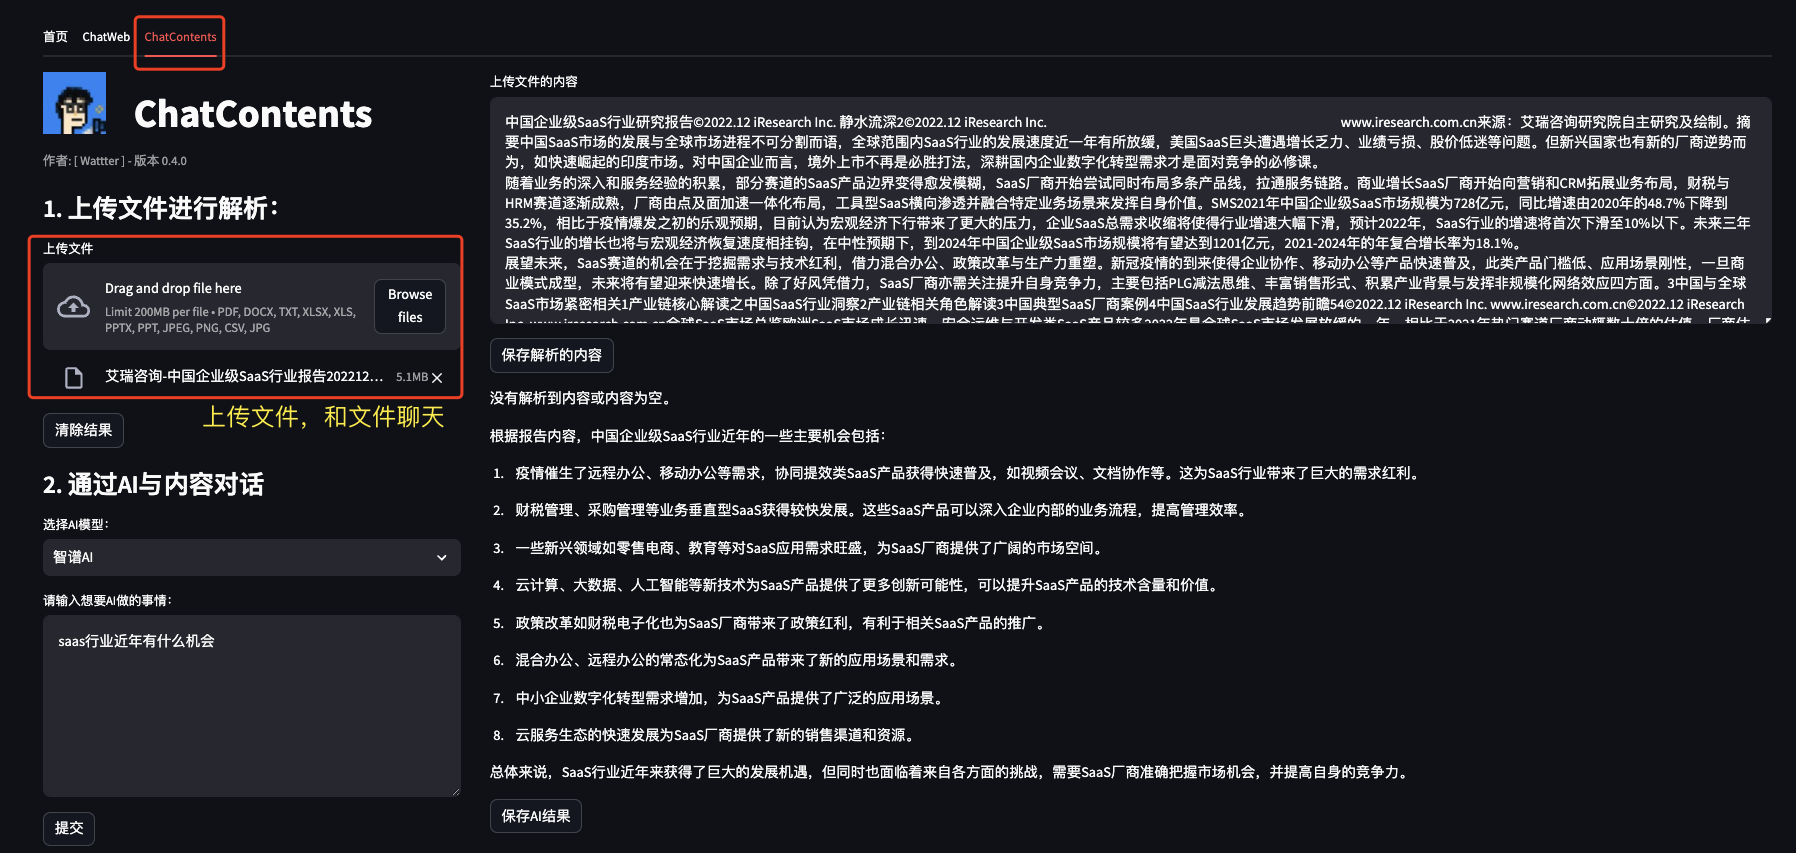 首页 ChatWeb ChatContents
ChatContents
作者: [ Wattter ] - 版本 0.4.0
1. 上传文件进行解析：
上传文件
Drag and drop file here
Limit 200MB per file • PDF, DOCX, TXT, XLSX, XLS,
PPTX, PPT, JPEG, PNG, CSV, JPG
Browse
files
艾瑞咨询-中国企业级SaaS行业报告202212... 5.1MB
上传文件，和文件聊天
清除结果
2. 通过AI与内容对话
选择AI模型：
智谱AI
请输入想要AI做的事情：
saas行业近年有什么机会
提交
上传文件的内容
中国企业级SaaS行业研究报告©2022.12 iResearch Inc. 静水流深2©2022.12 iResearch Inc. www.iresearch.com.cn来源：艾瑞咨询研究院自主研究及绘制。摘
要中国SaaS市场的发展与全球市场进程不可分割而语，全球范围内SaaS行业的发展速度近一年有所放缓，美国SaaS巨头遭遇增长乏力、业绩亏损、股价低迷等问题。但新兴国家也有新的厂商逆势而
为，如快速崛起的印度市场。对中国企业而言，境外上市不再是必胜打法，深耕国内企业数字化转型需求才是面对竞争的必修课。
随着业务的深入和服务经验的积累，部分赛道的SaaS产品边界变得愈发模糊，SaaS厂商开始尝试同时布局多条产品线，拉通服务链路。商业增长SaaS厂商开始向营销和CRM拓展业务布局，财税与
HRM赛道逐渐成熟，厂商由点及面加速一体化布局，工具型SaaS横向渗透并融合特定业务场景来发挥自身价值。SMS2021年中国企业级SaaS市场规模为728亿元，同比增速由2020年的48.7%下降到
35.2%，相比于疫情爆发之初的乐观预期，目前认为宏观经济下行带来了更大的压力，企业SaaS总需求收缩将使得行业增速大幅下滑，预计2022年，SaaS行业的增速将首次下滑至10%以下。未来三年
SaaS行业的增长也将与宏观经济恢复速度相挂钩，在中性预期下，到2024年中国企业级SaaS市场规模将有望达到1201亿元，2021-2024年的年复合增长率为18.1%。
展望未来，SaaS赛道的机会在于挖掘需求与技术红利，借力混合办公、政策改革与生产力重塑。新冠疫情的到来使得企业协作、移动办公等产品快速普及，此类产品门槛低、应用场景刚性，一旦商
业模式成型，未来将有望迎来快速增长。除了好风凭借力，SaaS厂商亦需关注提升自身竞争力，主要包括PLG减法思维、丰富销售形式、积累产业背景与发挥非规模化网络效应四方面。3中国与全球
SaaS市场紧密相关1产业链核心解读之中国SaaS行业洞察2产业链相关角色解读3中国典型SaaS厂商案例4中国SaaS行业发展趋势前瞻54©2022.12 iResearch Inc. www.iresearch.com.cn©2022.12 iResearch
保存解析的内容
没有解析到内容或内容为空。
根据报告内容，中国企业级SaaS行业近年的一些主要机会包括：
1. 疫情催生了远程办公、移动办公等需求，协同提效类SaaS产品获得快速普及，如视频会议、文档协作等。这为SaaS行业带来了巨大的需求红利。
2. 财税管理、采购管理等业务垂直型SaaS获得较快发展。这些SaaS产品可以深入企业内部的业务流程，提高管理效率。
3. 一些新兴领域如零售电商、教育等对SaaS应用需求旺盛，为SaaS厂商提供了广阔的市场空间。
4. 云计算、大数据、人工智能等新技术为SaaS产品提供了更多创新可能性，可以提升SaaS产品的技术含量和价值。
5. 政策改革如财税电子化也为SaaS厂商带来了政策红利，有利于相关SaaS产品的推广。
6. 混合办公、远程办公的常态化为SaaS产品带来了新的应用场景和需求。
7. 中小企业数字化转型需求增加，为SaaS产品提供了广泛的应用场景。
8. 云服务生态的快速发展为SaaS厂商提供了新的销售渠道和资源。
总体来说，SaaS行业近年来获得了巨大的发展机遇，但同时也面临着来自各方面的挑战，需要SaaS厂商准确把握市场机会，并提高自身的竞争力。
保存AI结果